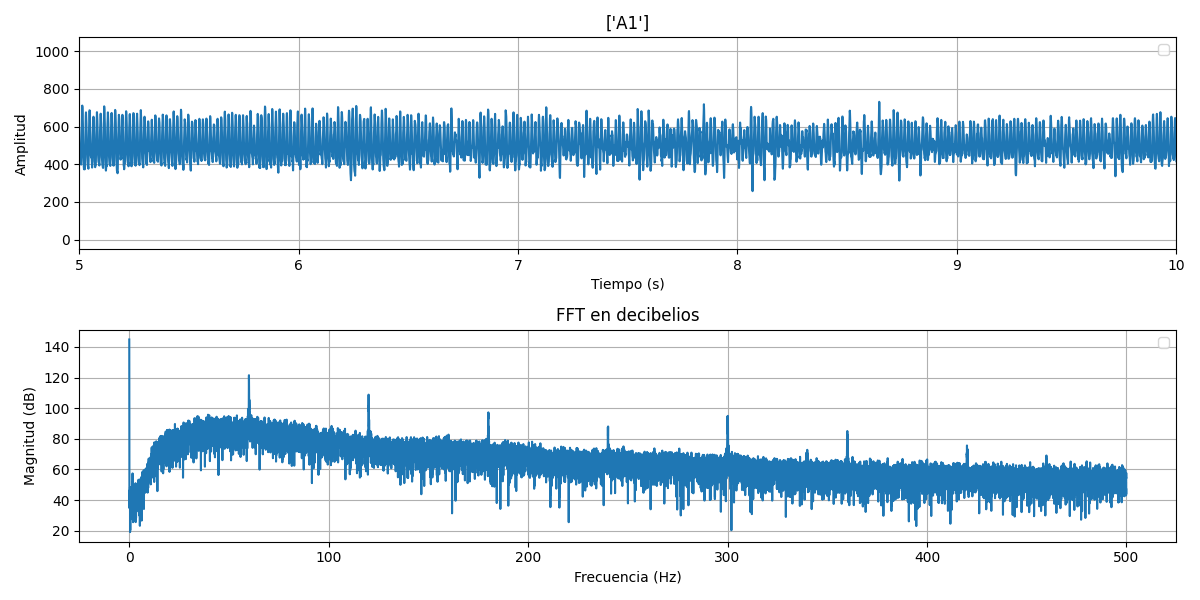 ['A1']
1000
800
600
400
200
0
Amplitud
5 6 7 8 9 10
Tiempo (s)
FFT en decibelios
140
120
100
80
60
40
20
Magnitud (dB)
0 100 200 300 400 500
Frecuencia (Hz)